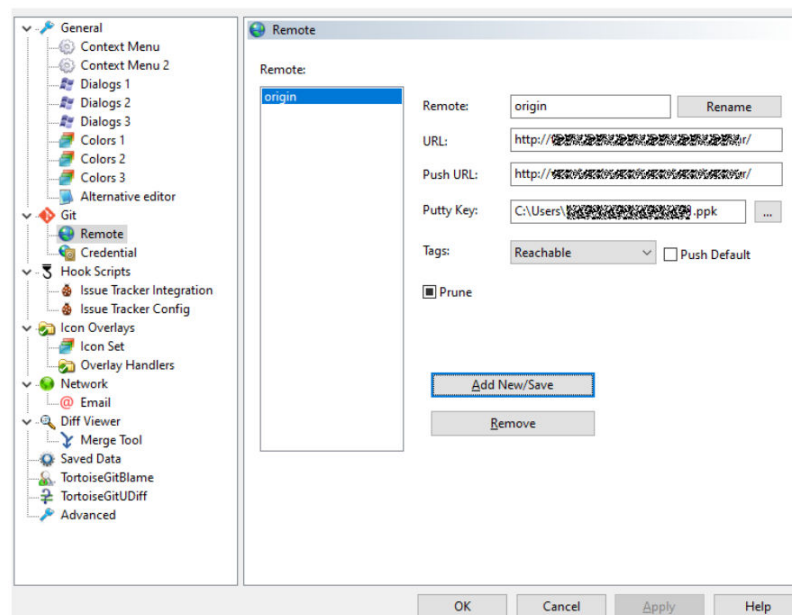 General
Context Menu
Context Menu 2
Dialogs 1
Dialogs 2
Dialogs 3
Colors 1
Colors 2
Colors 3
Alternative editor
Git
Remote
Credential
Hook Scripts
Issue Tracker Integration
Issue Tracker Config
Icon Overlays
Icon Set
Overlay Handlers
Network
Email
Diff Viewer
Merge Tool
Saved Data
TortoiseGitBlame
TortoiseGitUDiff
Advanced
Remote
Remote:
origin
Remote: origin Rename
URL: http:// r/
Push URL: http:// r/
Putty Key: C:\Users\ .ppk ...
Tags: Reachable Push Default
Prune
Add New/Save
Remove
OK Cancel Apply Help